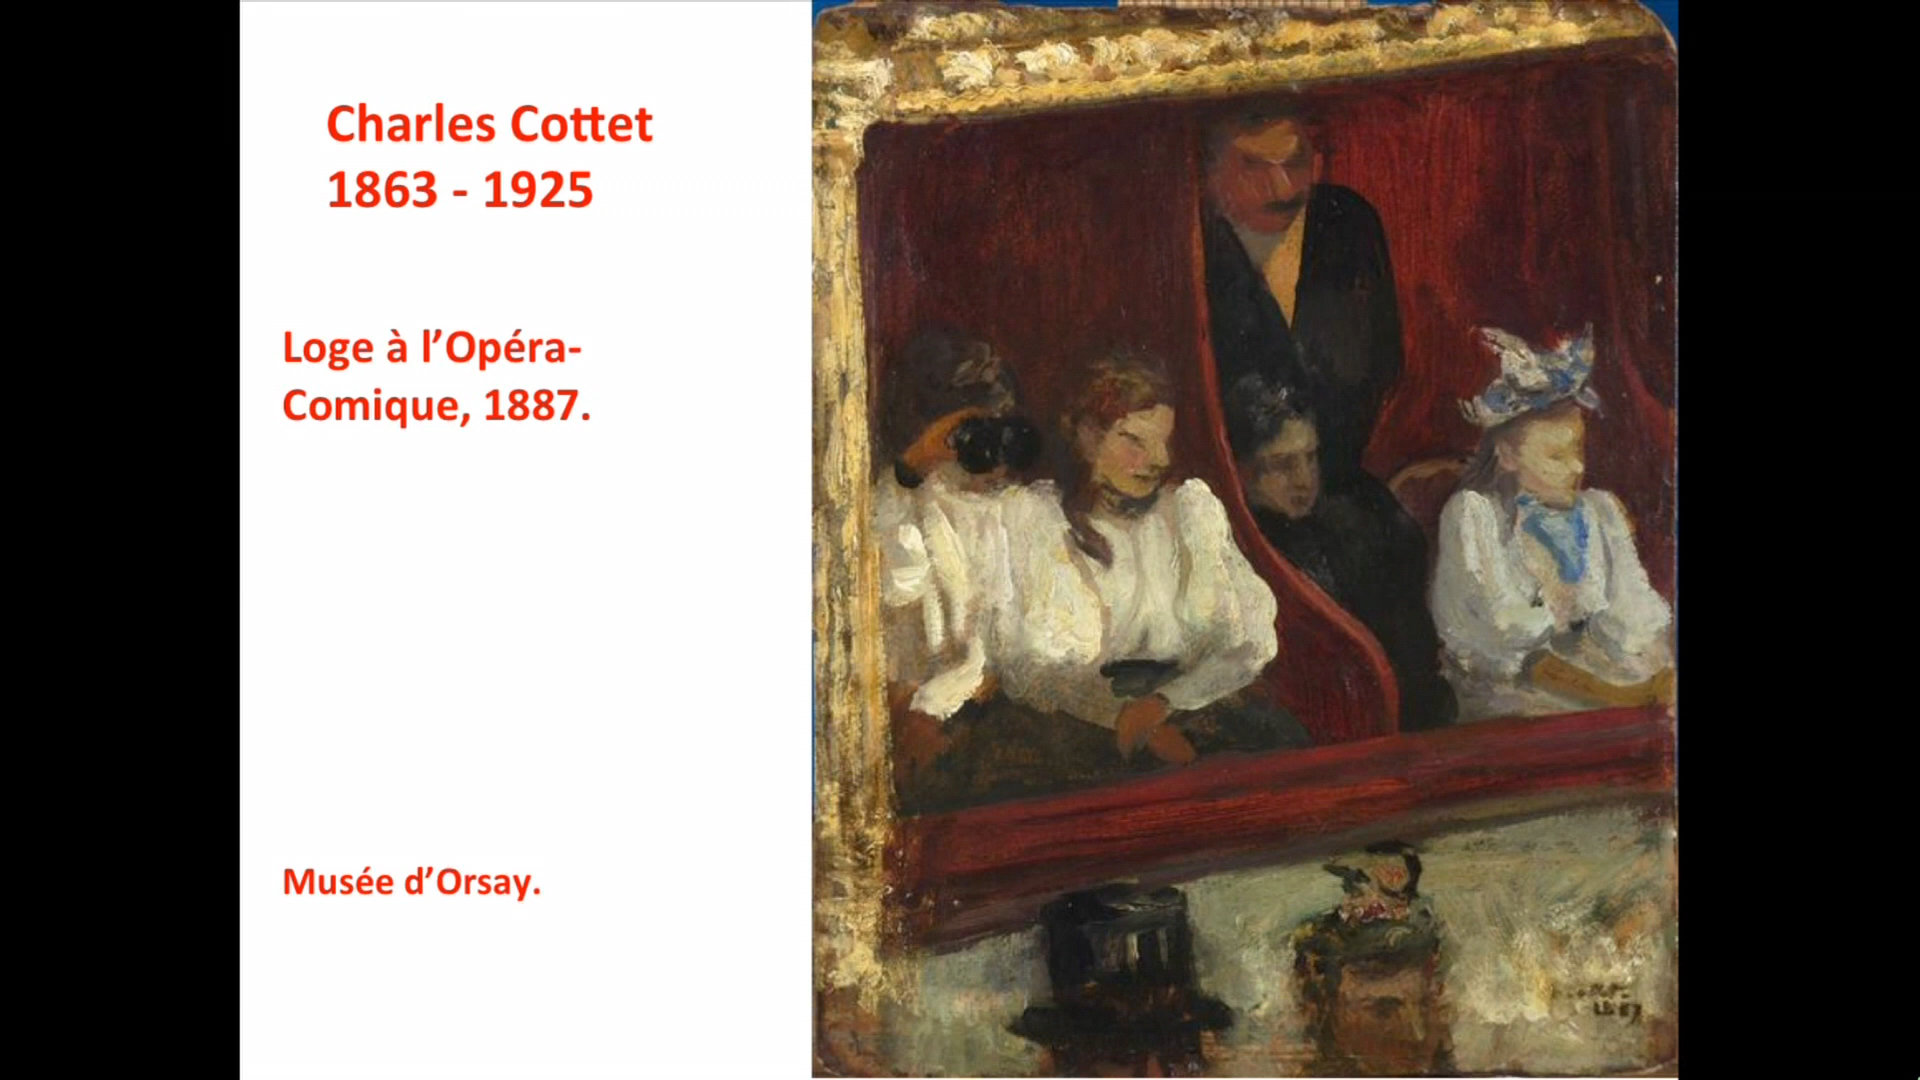 Charles Cottet
1863 - 1925
Loge à l’Opéra-
Comique, 1887.
Musée d’Orsay.